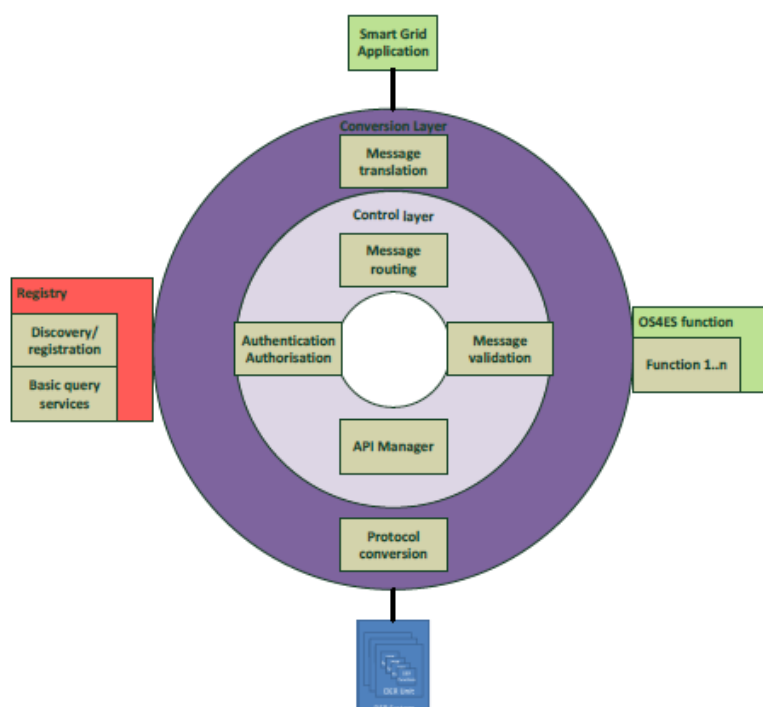 Smart Grid
Application
Conversion Layer
Message
translation
Control layer
Message
routing
Registry
Discovery/
registration
Basic query
services
Authentication
Authorisation
Message
validation
OS4ES function
Function 1..n
API Manager
Protocol
conversion
DER Unit